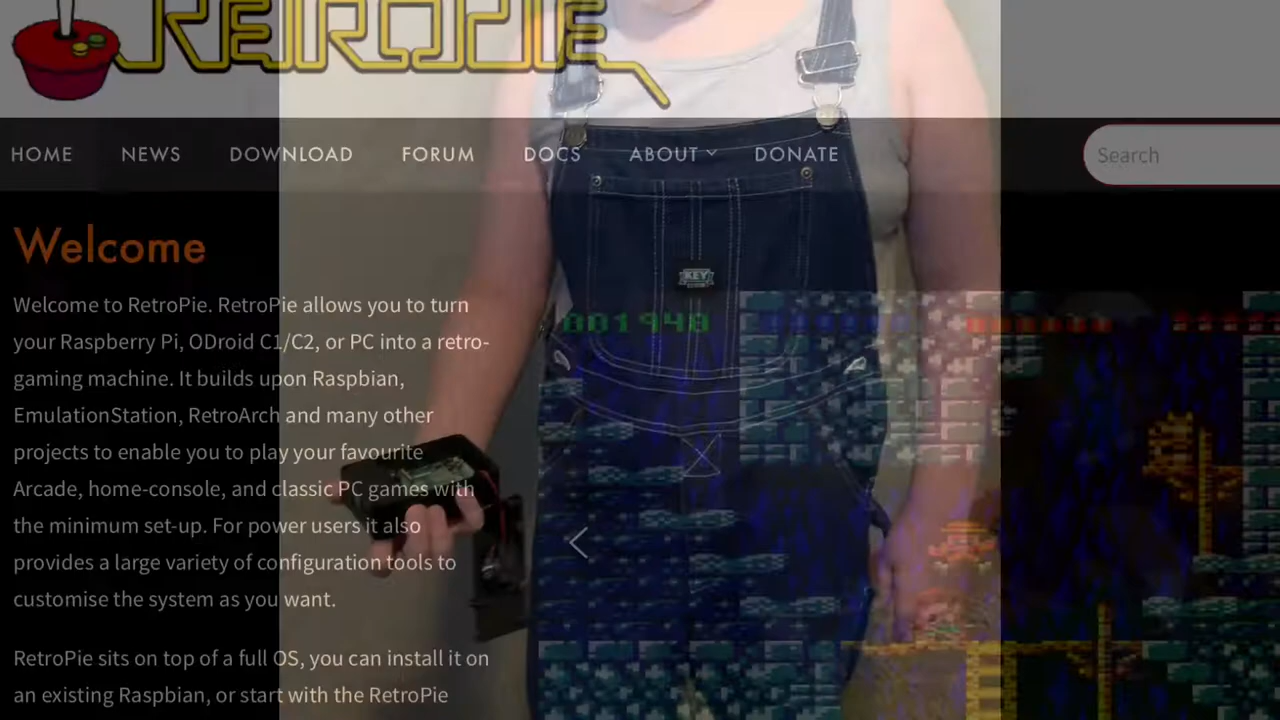 RETROPIE
HOME NEWS DOWNLOAD FORUM DOCS ABOUT DONATE
Search
Welcome
Welcome to RetroPie. RetroPie allows you to turn
your Raspberry Pi, ODroid C1/C2, or PC into a retro-
gaming machine. It builds upon Raspbian,
EmulationStation, RetroArch and many other
projects to enable you to play your favourite
Arcade, home-console, and classic PC games with
the minimum set-up. For power users it also
provides a large variety of configuration tools to
customise the system as you want.
RetroPie sits on top of a full OS, you can install it on
an existing Raspbian, or start with the RetroPie
KEY
001940